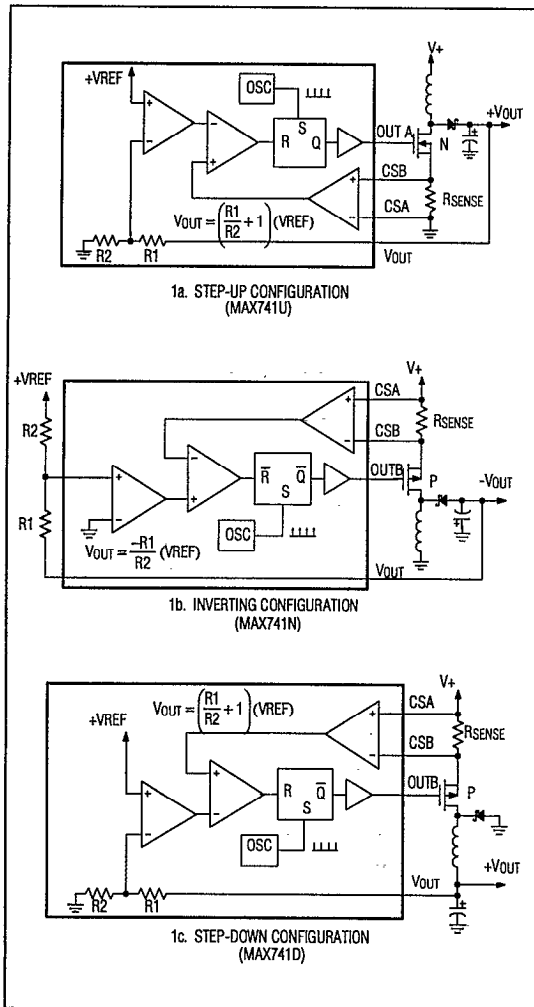 V+
+VREF
OSC
+VOUT
S
R
Q
OUT A
N
CSB
RSENSE
CSA
VOUT = (R1/R2 + 1) (VREF)
R2
R1
VOUT
1a. STEP-UP CONFIGURATION
(MAX741U)
+VREF
V+
CSA
RSENSE
R2
CSB
R
Q
OUTB
P
-VOUT
S
R1
OSC
VOUT = -R1/R2 (VREF)
VOUT
1b. INVERTING CONFIGURATION
(MAX741N)
V+
VOUT = (R1/R2 + 1) (VREF)
CSA
+VREF
RSENSE
CSB
R
Q
OUTB
P
S
OSC
R2
R1
VOUT
+VOUT
1c. STEP-DOWN CONFIGURATION
(MAX741D)